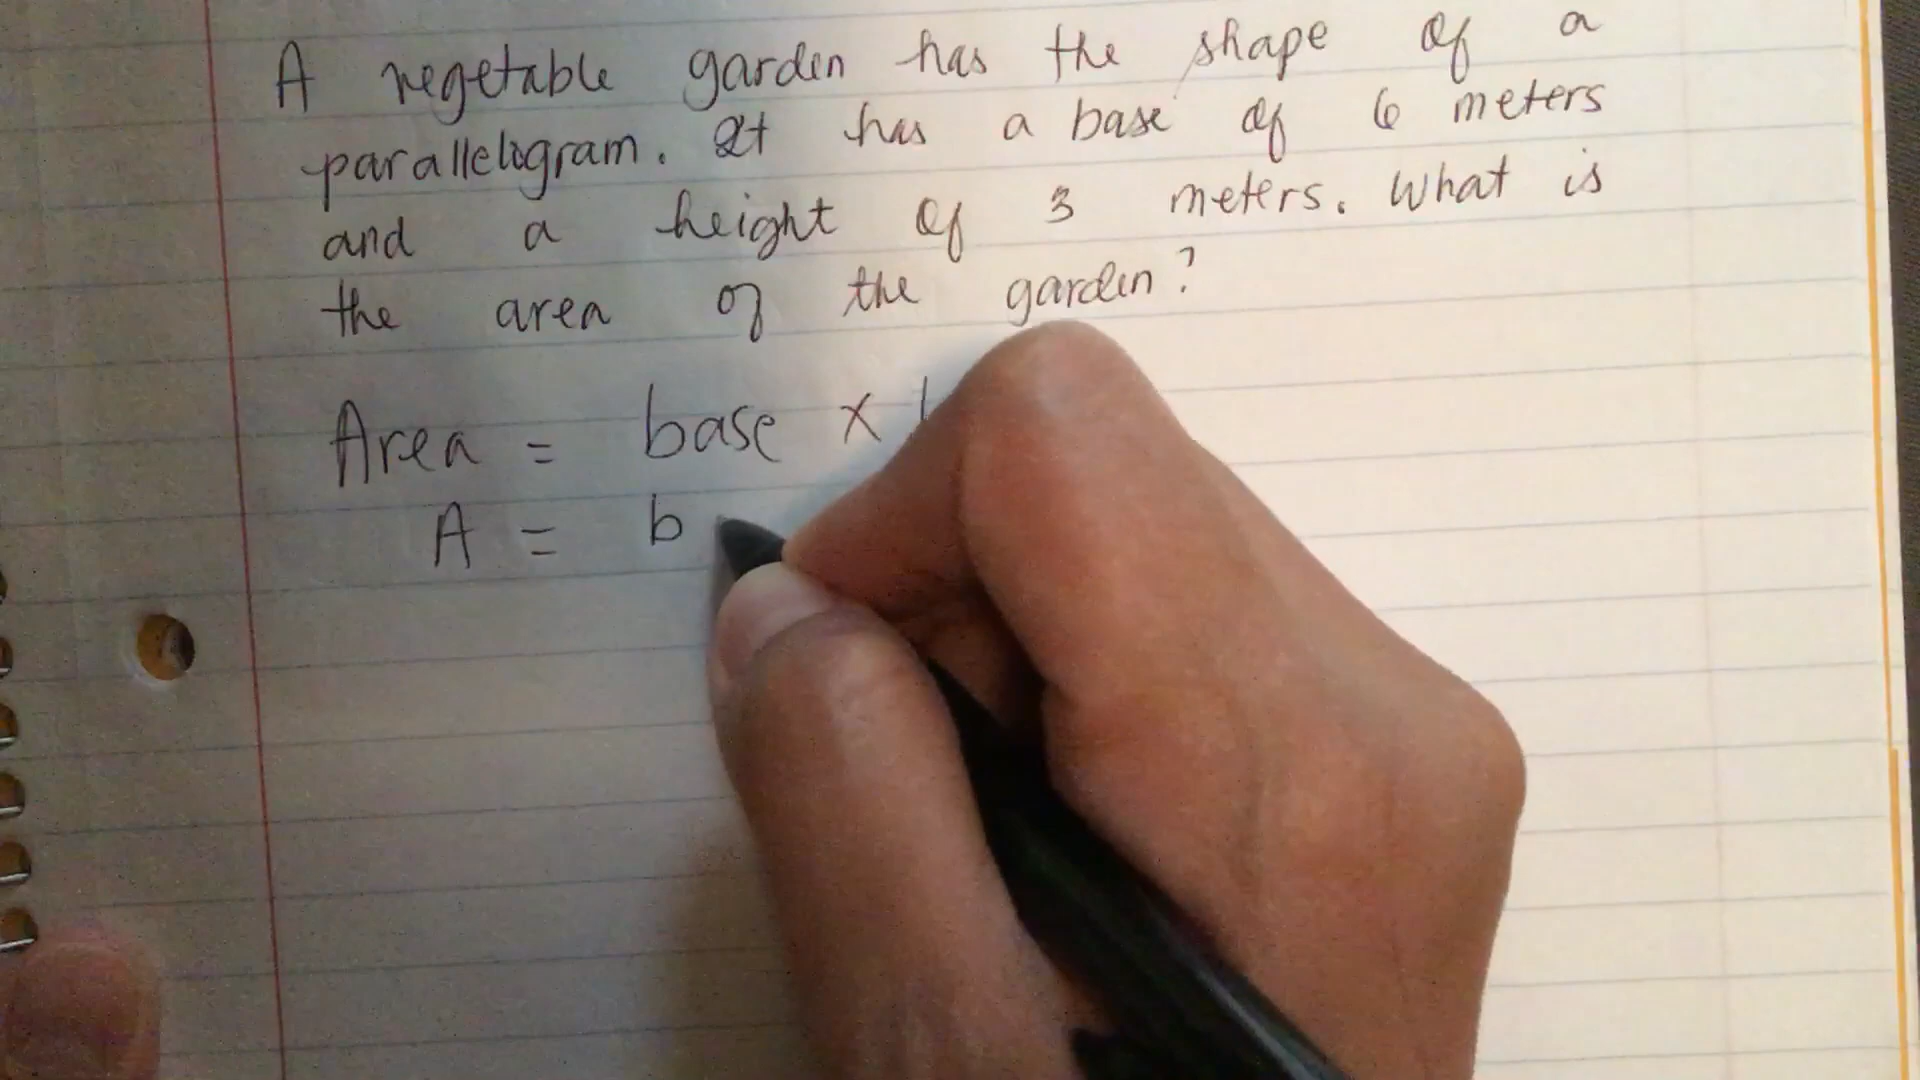 A vegetable garden has the shape of a
parallelogram. It has a base of 6 meters
and a height of 3 meters. What is
the area of the garden?
Area = base x
A = b